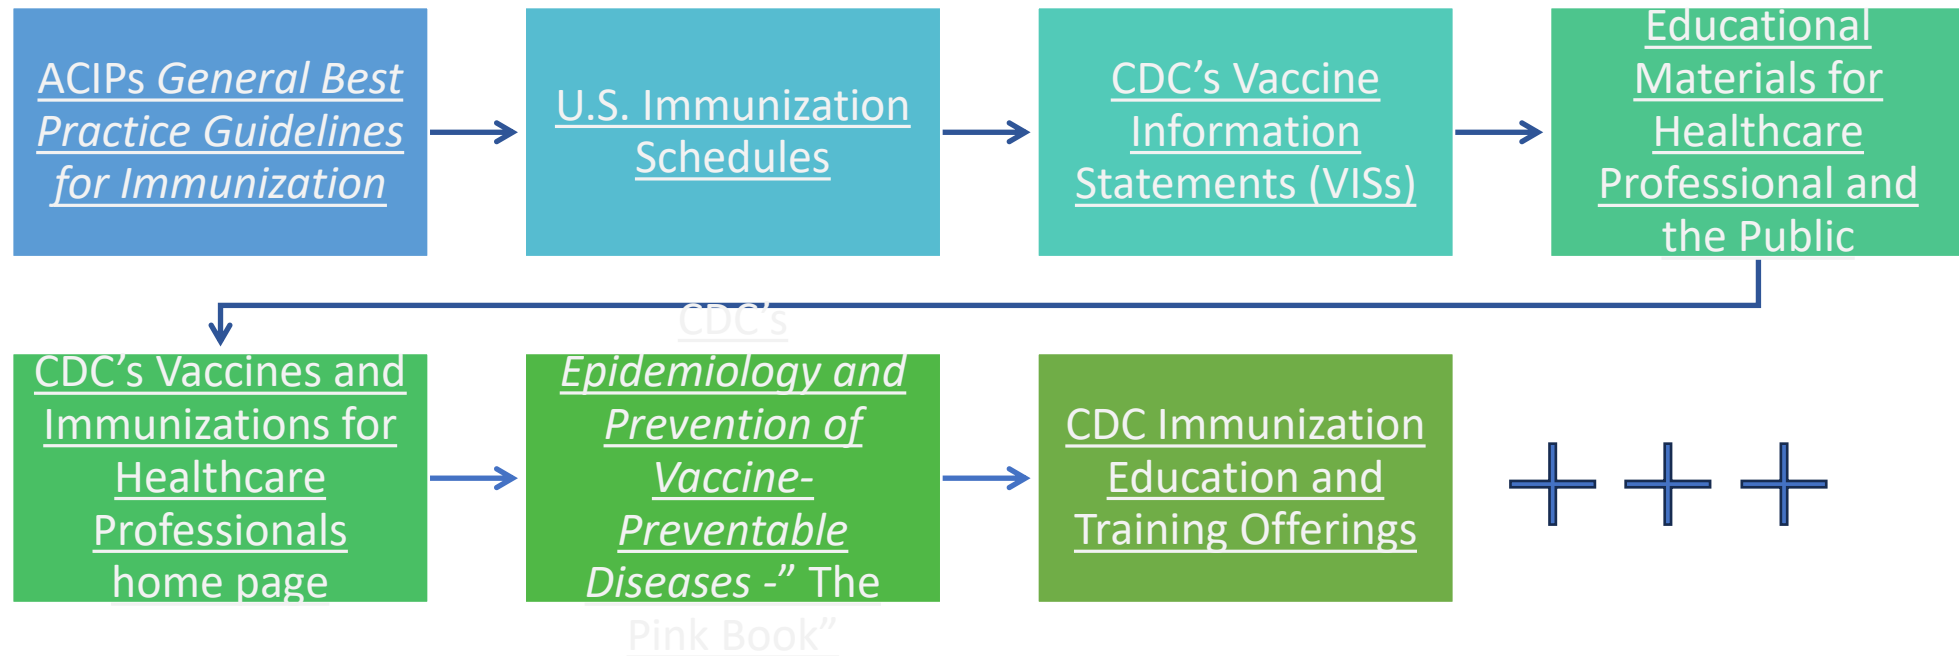 ACIPs General Best
Practice Guidelines
for Immunization
U.S. Immunization
Schedules
CDC’s Vaccine
Information
Statements (VISs)
Educational
Materials for
Healthcare
Professional and
the Public
CDC’s Vaccines and
Immunizations for
Healthcare
Professionals
home page
CDC’s
Epidemiology and
Prevention of
Vaccine-
Preventable
Diseases -” The
Pink Book”
CDC Immunization
Education and
Training Offerings